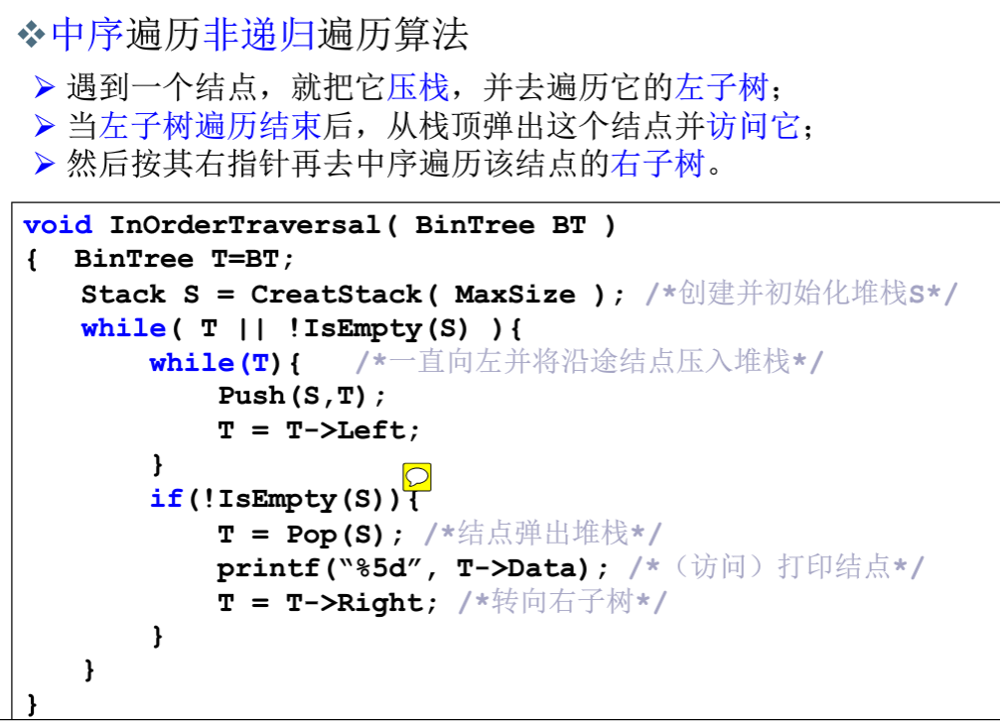 ❖中序遍历非递归遍历算法
➢ 遇到一个结点，就把它压栈，并去遍历它的左子树；
➢ 当左子树遍历结束后，从栈顶弹出这个结点并访问它；
➢ 然后按其右指针再去中序遍历该结点的右子树。
void InOrderTraversal( BinTree BT )
{ BinTree T=BT;
Stack S = CreatStack( MaxSize ); /*创建并初始化堆栈S*/
while( T || !IsEmpty(S) ){
while(T){ /*一直向左并将沿途结点压入堆栈*/
Push(S,T);
T = T->Left;
}
if(!IsEmpty(S)){
T = Pop(S); /*结点弹出堆栈*/
printf(“%5d”, T->Data); /*（访问）打印结点*/
T = T->Right; /*转向右子树*/
}
}
}